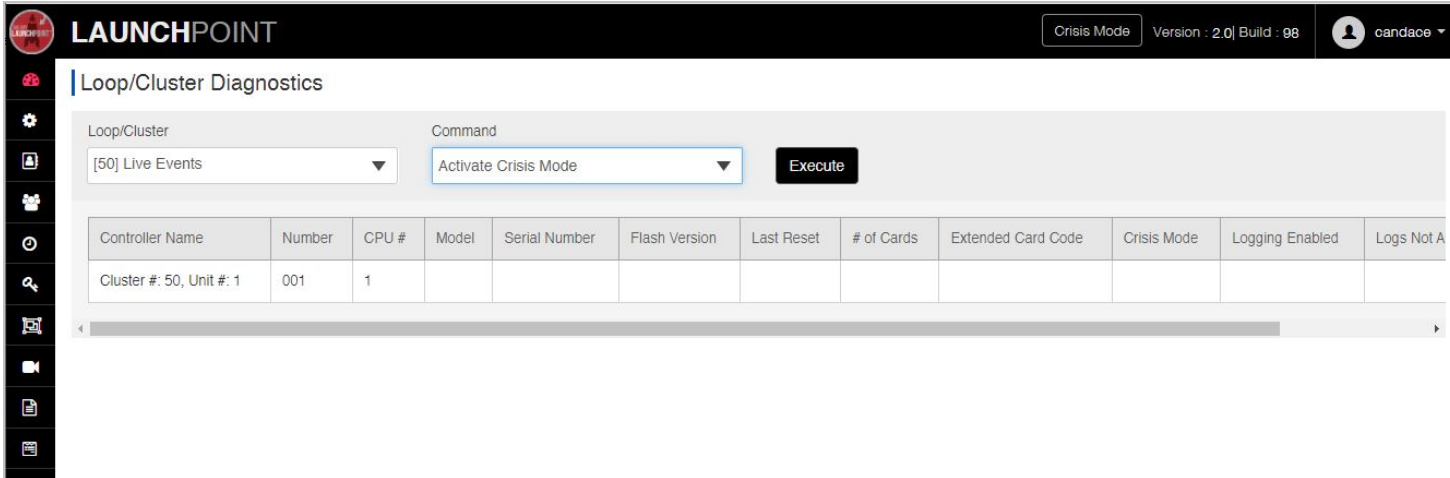 LAUNCHPOINT
Crisis Mode
Version : 2.0| Build : 98
candace
Loop/Cluster Diagnostics
Loop/Cluster
Command
[50] Live Events
Activate Crisis Mode
Execute
Controller Name Number CPU # Model Serial Number Flash Version Last Reset # of Cards Extended Card Code Crisis Mode Logging Enabled Logs Not A
Cluster #: 50, Unit #: 1 001 1